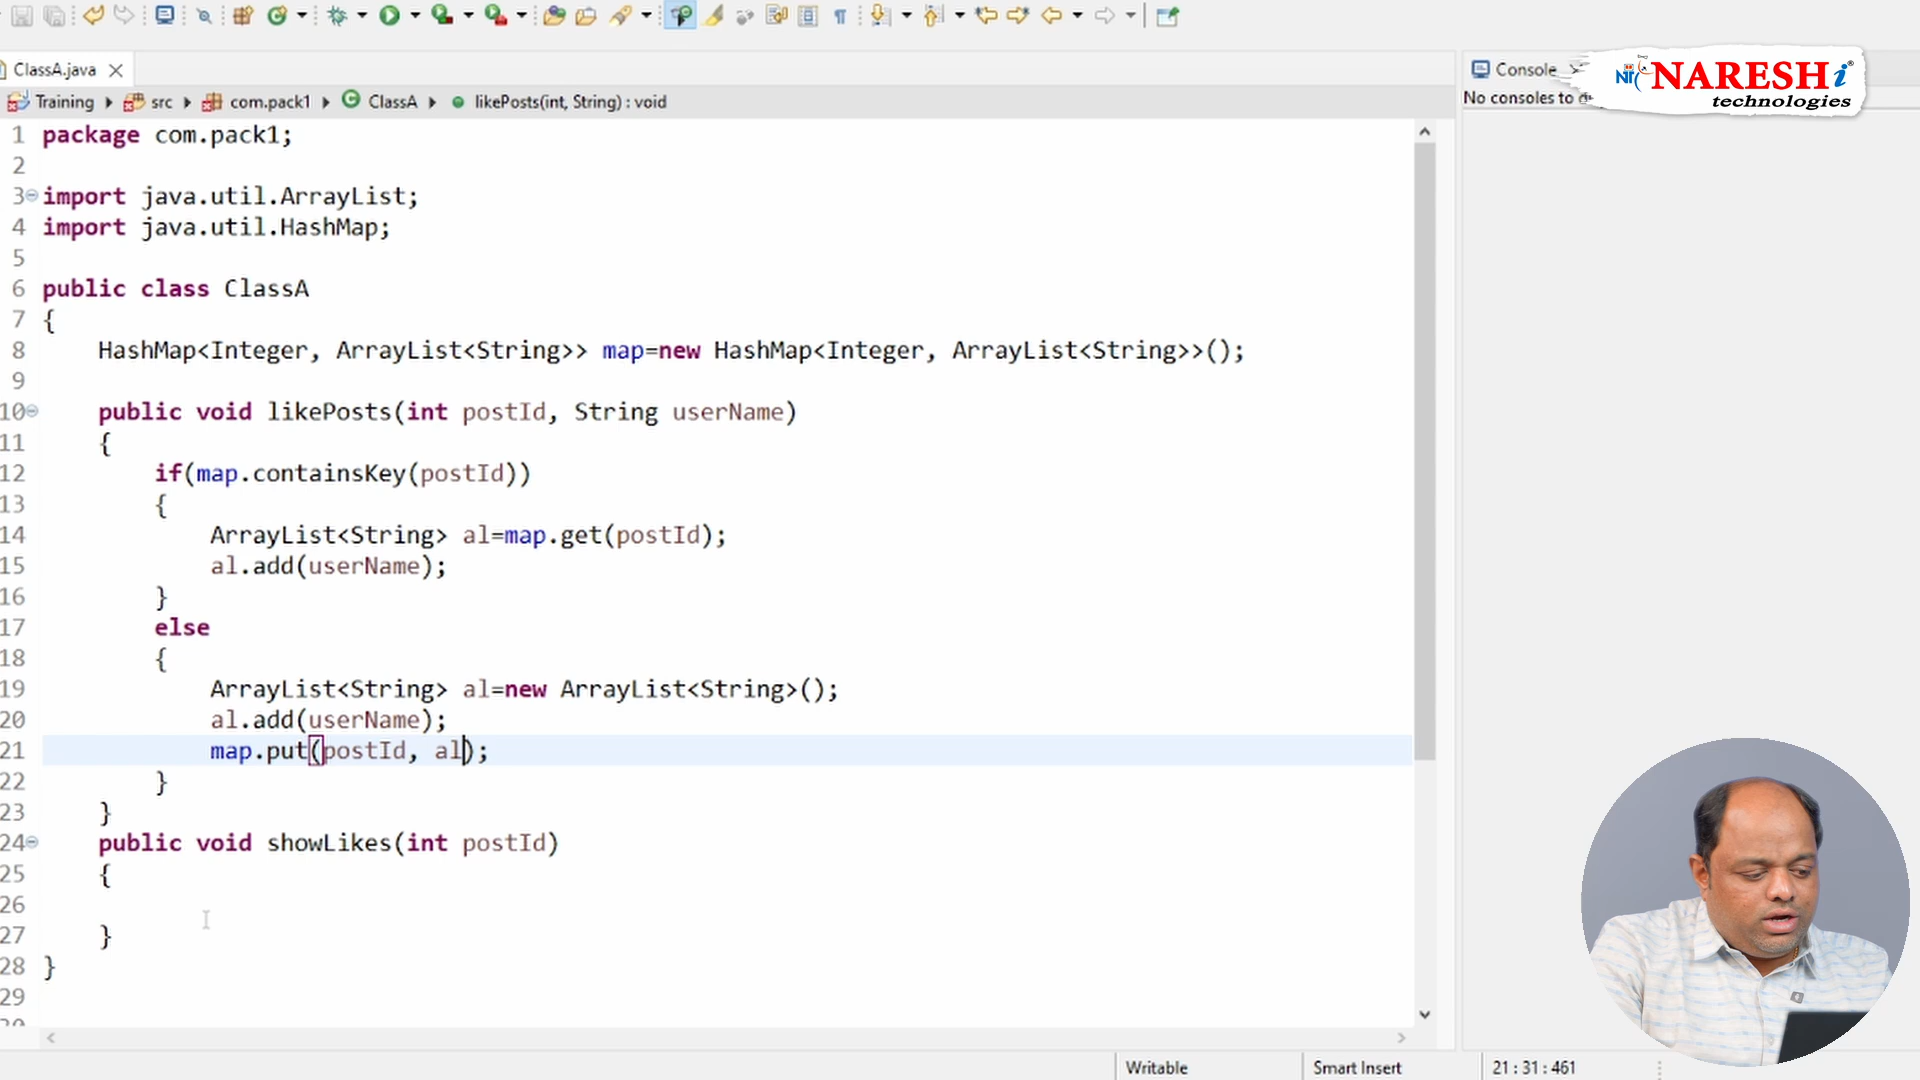 ClassA.java
Console
NIT NARESH i
technologies
Training src com.pack1 ClassA likePosts(int, String) : void
No consoles to
1 package com.pack1;
2
3 import java.util.ArrayList;
4 import java.util.HashMap;
5
6 public class ClassA
7 {
8 HashMap<Integer, ArrayList<String>> map=new HashMap<Integer, ArrayList<String>>();
9
10 public void likePosts(int postId, String userName)
11 {
12 if(map.containsKey(postId))
13 {
14 ArrayList<String> al=map.get(postId);
15 al.add(userName);
16 }
17 else
18 {
19 ArrayList<String> al=new ArrayList<String>();
20 al.add(userName);
21 map.put(postId, al);
22 }
23 }
24 public void showLikes(int postId)
25 {
26
27 }
28 }
29
Writable Smart Insert 21 : 31 : 461